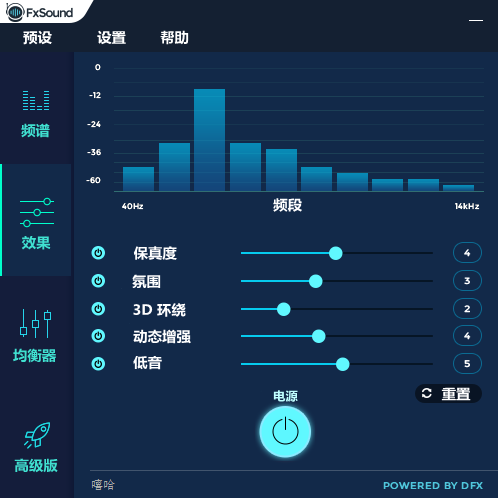 FxSound
预设 设置 帮助
频谱
效果
均衡器
高级版
0
-12
-24
-36
-60
40Hz 频段 14kHz
保真度 4
氛围 3
3D 环绕 2
动态增强 4
低音 5
电源 重置
嘻哈 POWERED BY DFX